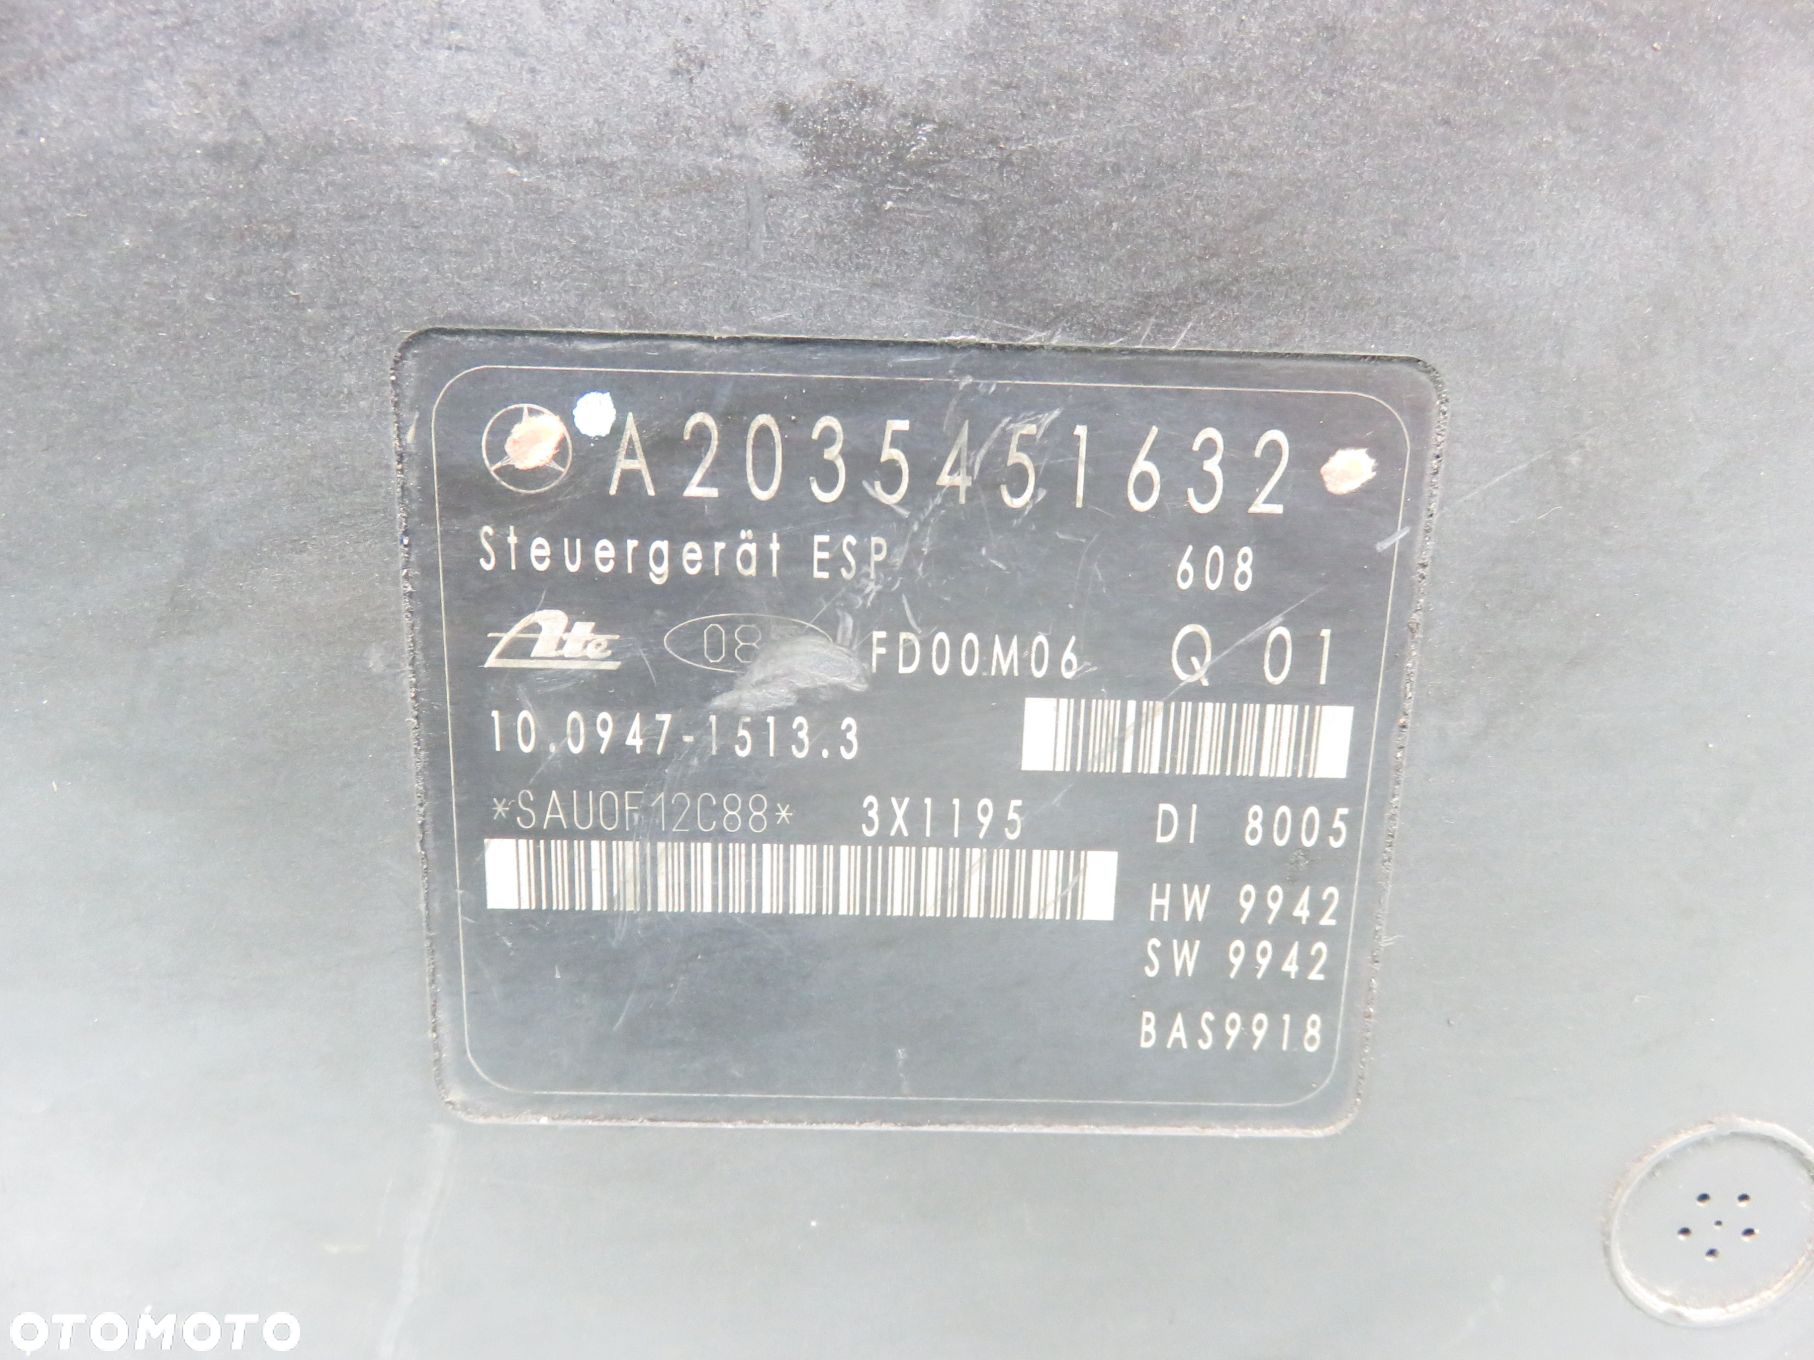 A2035451632
Steuergerät ESP 608
Ate FD00M06 Q 01
10.0947-1513.3
*SAU0F12C88* 3X1195 DI 8005
HW 9942
SW 9942
BAS9918
OTOMOTO